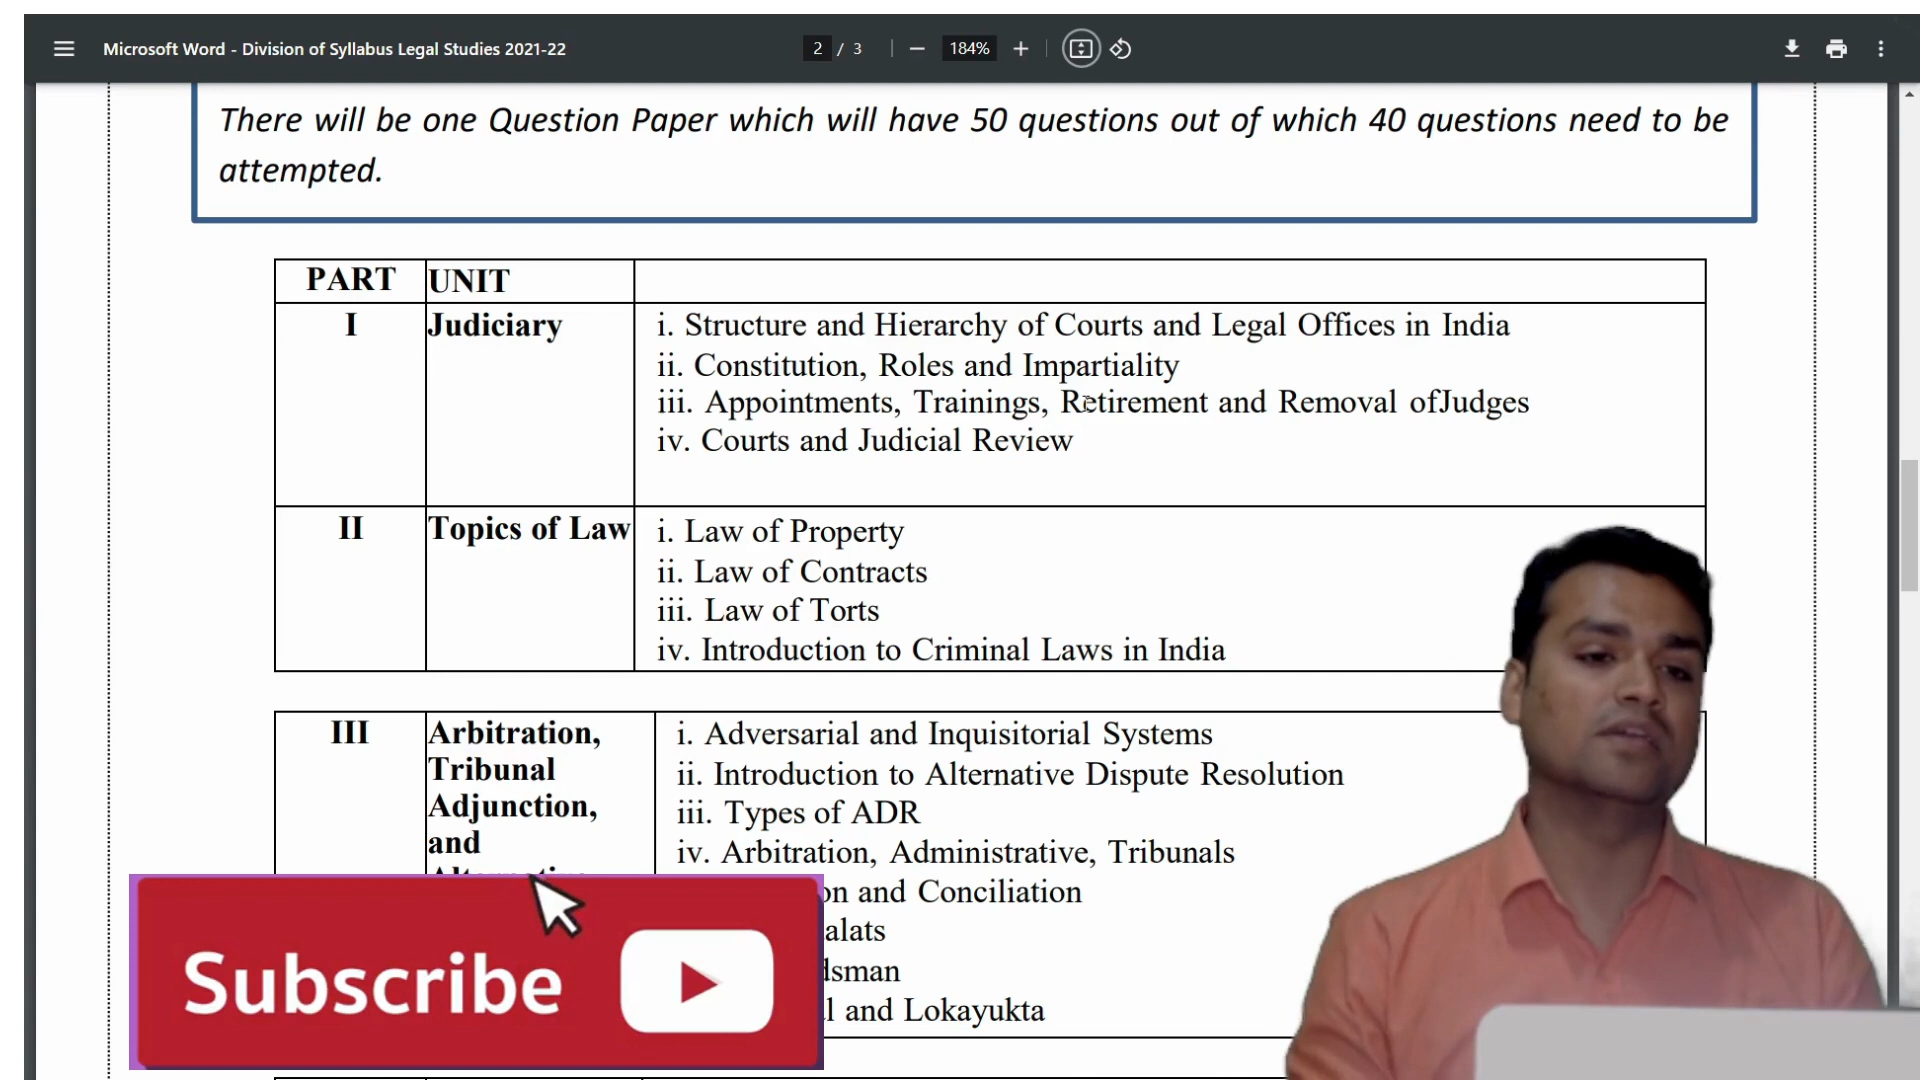 Microsoft Word - Division of Syllabus Legal Studies 2021-22
2 / 3
184%
There will be one Question Paper which will have 50 questions out of which 40 questions need to be
attempted.
PART UNIT
I Judiciary
i. Structure and Hierarchy of Courts and Legal Offices in India
ii. Constitution, Roles and Impartiality
iii. Appointments, Trainings, Retirement and Removal ofJudges
iv. Courts and Judicial Review
II Topics of Law
i. Law of Property
ii. Law of Contracts
iii. Law of Torts
iv. Introduction to Criminal Laws in India
III
Arbitration,
Tribunal
Adjunction,
and
i. Adversarial and Inquisitorial Systems
ii. Introduction to Alternative Dispute Resolution
iii. Types of ADR
iv. Arbitration, Administrative, Tribunals
and Conciliation
and Lokayukta
Subscribe